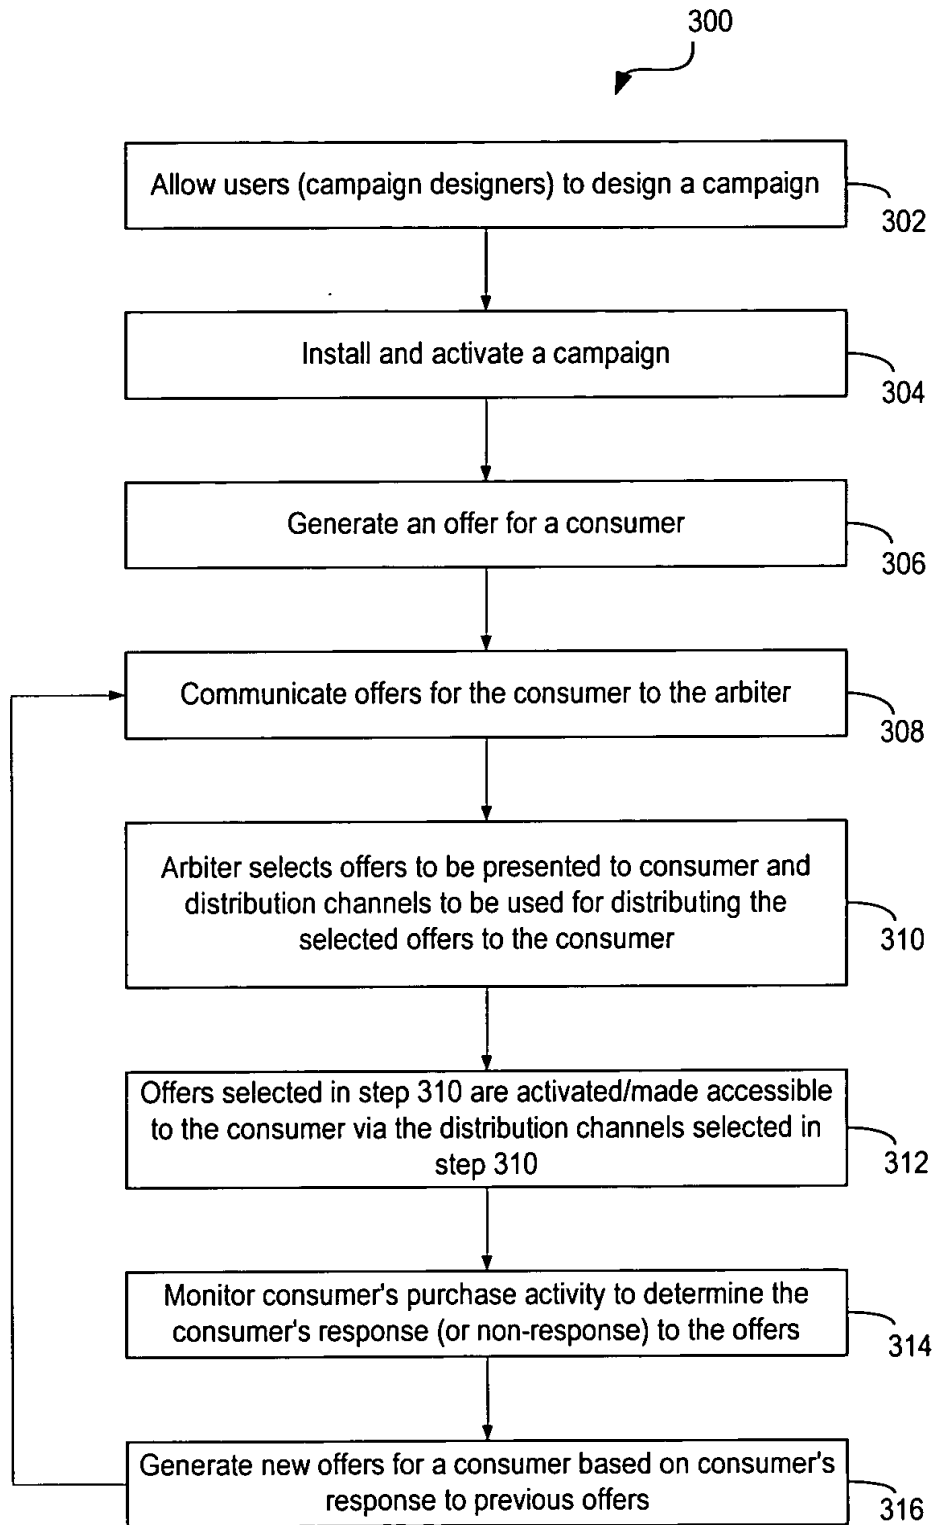 300
Allow users (campaign designers) to design a campaign
302
Install and activate a campaign
304
Generate an offer for a consumer
306
Communicate offers for the consumer to the arbiter
308
Arbiter selects offers to be presented to consumer and
distribution channels to be used for distributing the
selected offers to the consumer
310
Offers selected in step 310 are activated/made accessible
to the consumer via the distribution channels selected in
step 310
312
Monitor consumer's purchase activity to determine the
consumer's response (or non-response) to the offers
314
Generate new offers for a consumer based on consumer's
response to previous offers
316